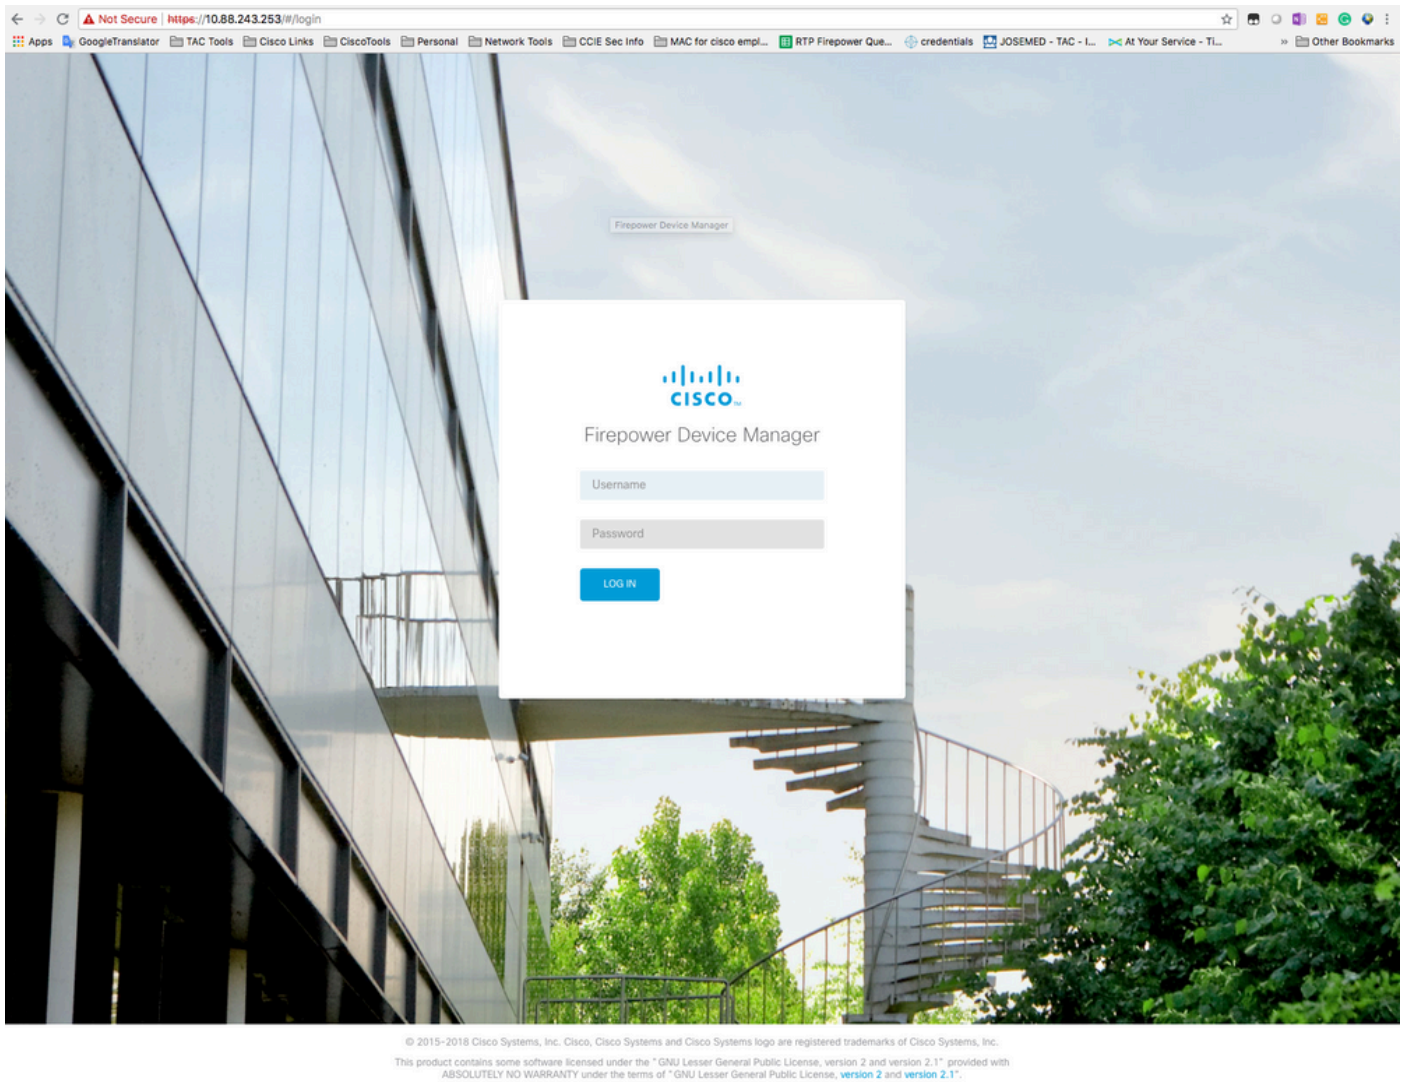 Not Secure | https://10.88.243.253/#/login
Apps GoogleTranslator TAC Tools Cisco Links CiscoTools Personal Network Tools CCIE Sec Info MAC for cisco empl... RTP Firepower Que... credentials JOSEMED - TAC - I... At Your Service - Ti... » Other Bookmarks
Firepower Device Manager
CISCO™
Firepower Device Manager
Username
Password
LOG IN
© 2015-2018 Cisco Systems, Inc. Cisco, Cisco Systems and Cisco Systems logo are registered trademarks of Cisco Systems, Inc.
This product contains some software licensed under the "GNU Lesser General Public License, version 2 and version 2.1" provided with
ABSOLUTELY NO WARRANTY under the terms of "GNU Lesser General Public License, version 2 and version 2.1".